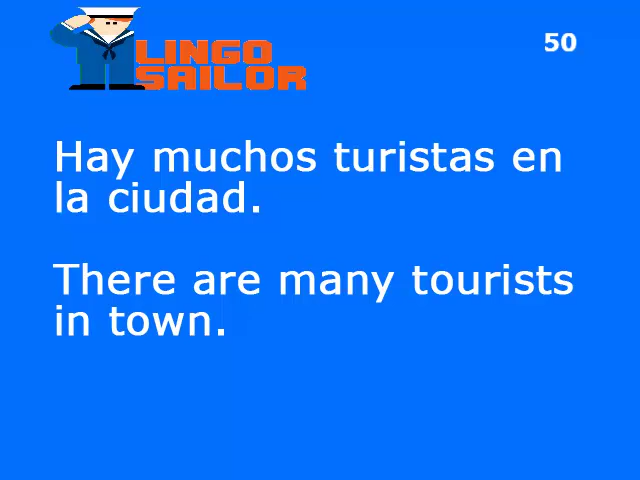 LINGO
SAILOR
50
Hay muchos turistas en
la ciudad.
There are many tourists
in town.